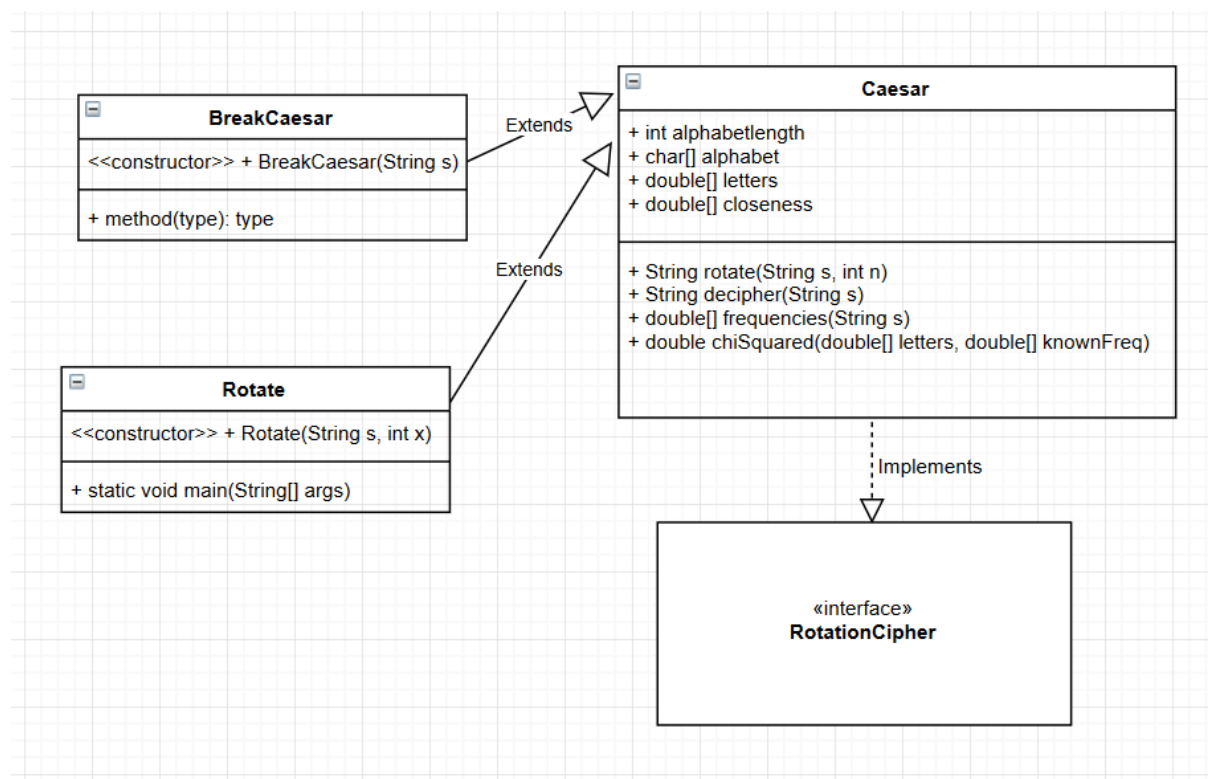 BreakCaesar
<<constructor>> + BreakCaesar(String s)
+ method(type): type
Extends
Caesar
+ int alphabetlength
+ char[] alphabet
+ double[] letters
+ double[] closeness
+ String rotate(String s, int n)
+ String decipher(String s)
+ double[] frequencies(String s)
+ double chiSquared(double[] letters, double[] knownFreq)
Extends
Rotate
<<constructor>> + Rotate(String s, int x)
+ static void main(String[] args)
Implements
«interface»
RotationCipher